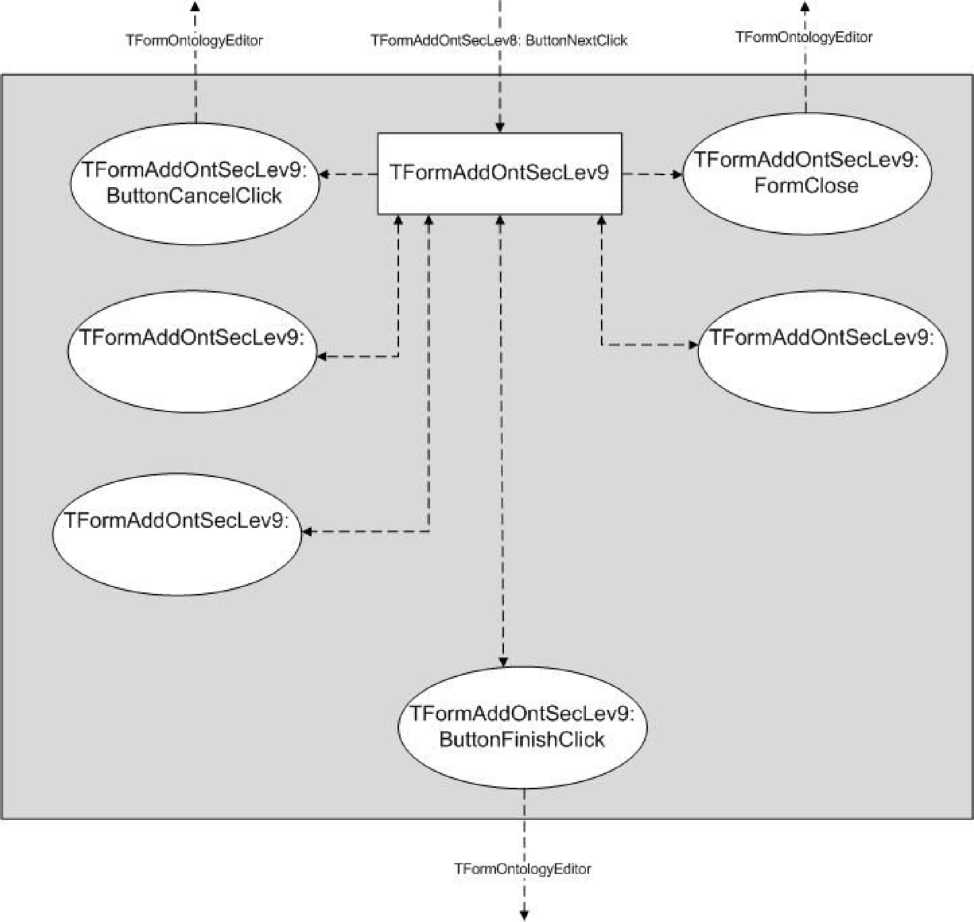 TFormOntologyEditor
TFormAddOntSecLev8: ButtonNextClick
TFormOntologyEditor
TFormAddOntSecLev9:
ButtonCancelClick
TFormAddOntSecLev9
TFormAddOntSecLev9:
FormClose
TFormAddOntSecLev9:
TFormAddOntSecLev9:
TFormAddOntSecLev9:
TFormAddOntSecLev9:
ButtonFinishClick
TFormOntologyEditor